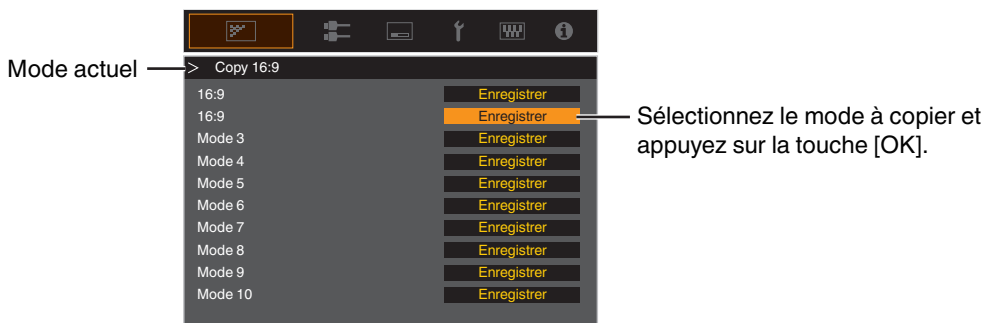 Mode actuel
> Copy 16:9
16:9 Enregistrer
16:9 Enregistrer
Mode 3 Enregistrer
Mode 4 Enregistrer
Mode 5 Enregistrer
Mode 6 Enregistrer
Mode 7 Enregistrer
Mode 8 Enregistrer
Mode 9 Enregistrer
Mode 10 Enregistrer
Sélectionnez le mode à copier et
appuyez sur la touche [OK].